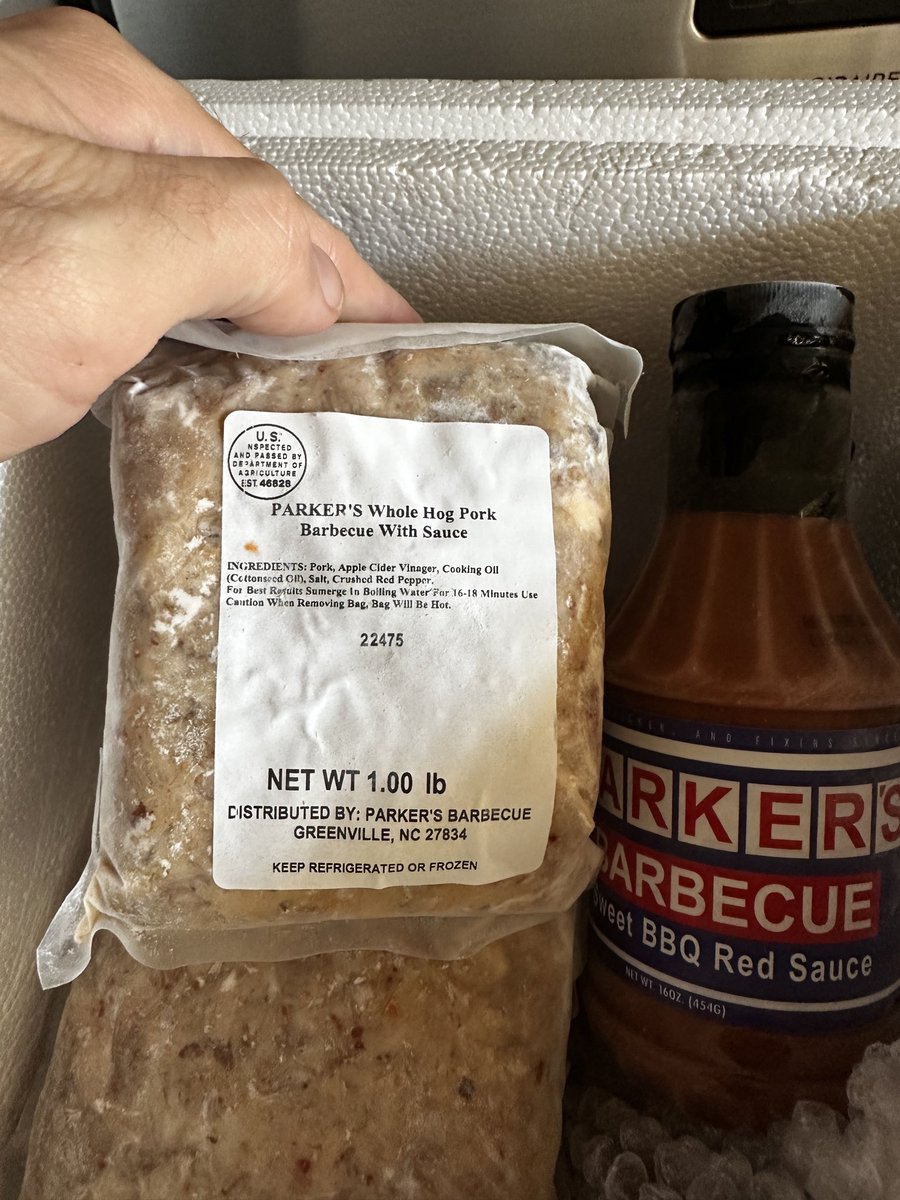 U.S.
NSPECTED
AND PASSED BY
DEPARTMENT OF
AGRICULTURE
EST. 46828
PARKER'S Whole Hog Pork
Barbecue With Sauce
INGREDIENTS: Pork, Apple Cider Vinager, Cooking Oil
(Cottonseed Oil), Salt, Crushed Red Pepper.
For Best Results Sumerge In Boiling Water For 16-18 Minutes Use
Caution When Removing Bag, Bag Will Be Hot.
22475
NET WT 1.00 lb
DISTRIBUTED BY: PARKER'S BARBECUE
GREENVILLE, NC 27834
KEEP REFRIGERATED OR FROZEN
AND FIXINS
ARKER'S
BARBECUE
Sweet BBQ Red Sauce
NET WT. 16OZ. (454G)